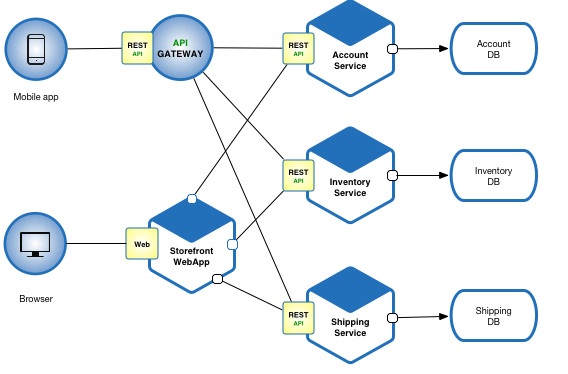 REST
API
API
GATEWAY
REST
API
Account
Service
Account
DB
Mobile app
REST
API
Inventory
Service
Inventory
DB
Web
Storefront
WebApp
Browser
REST
API
Shipping
Service
Shipping
DB